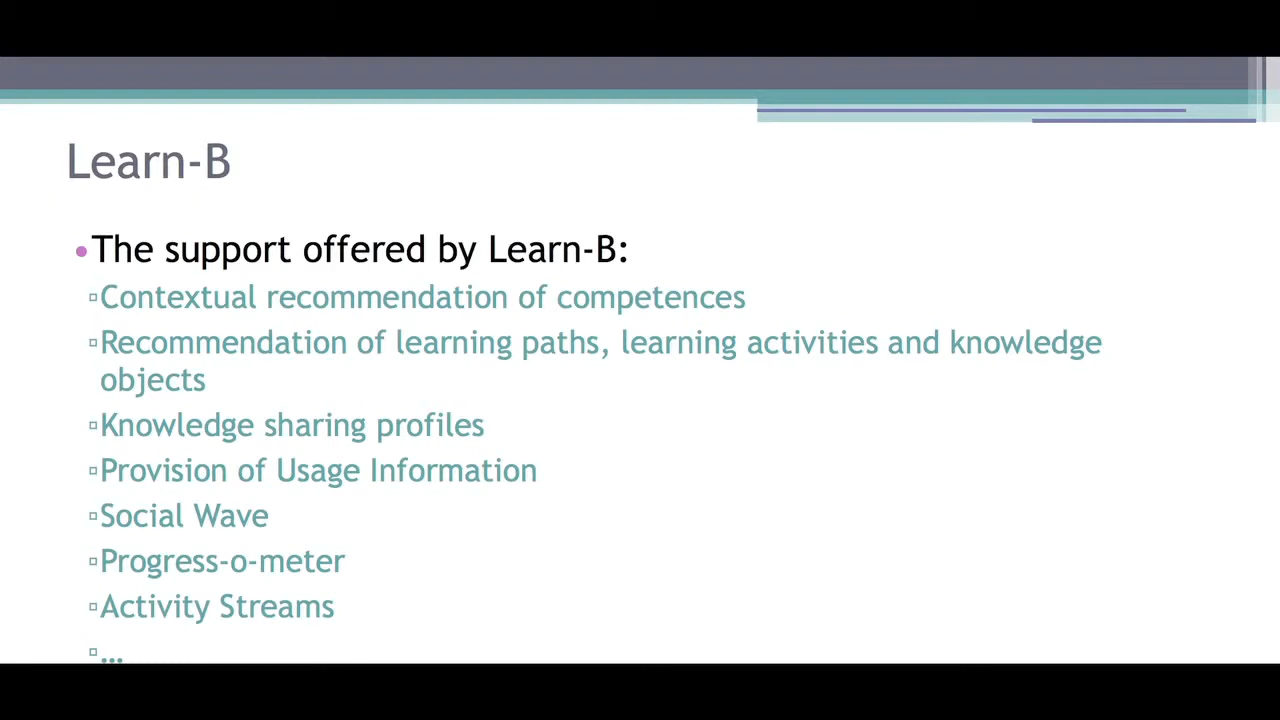 Learn-B
•The support offered by Learn-B:
▫Contextual recommendation of competences
▫Recommendation of learning paths, learning activities and knowledge
objects
▫Knowledge sharing profiles
▫Provision of Usage Information
▫Social Wave
▫Progress-o-meter
▫Activity Streams
▫…